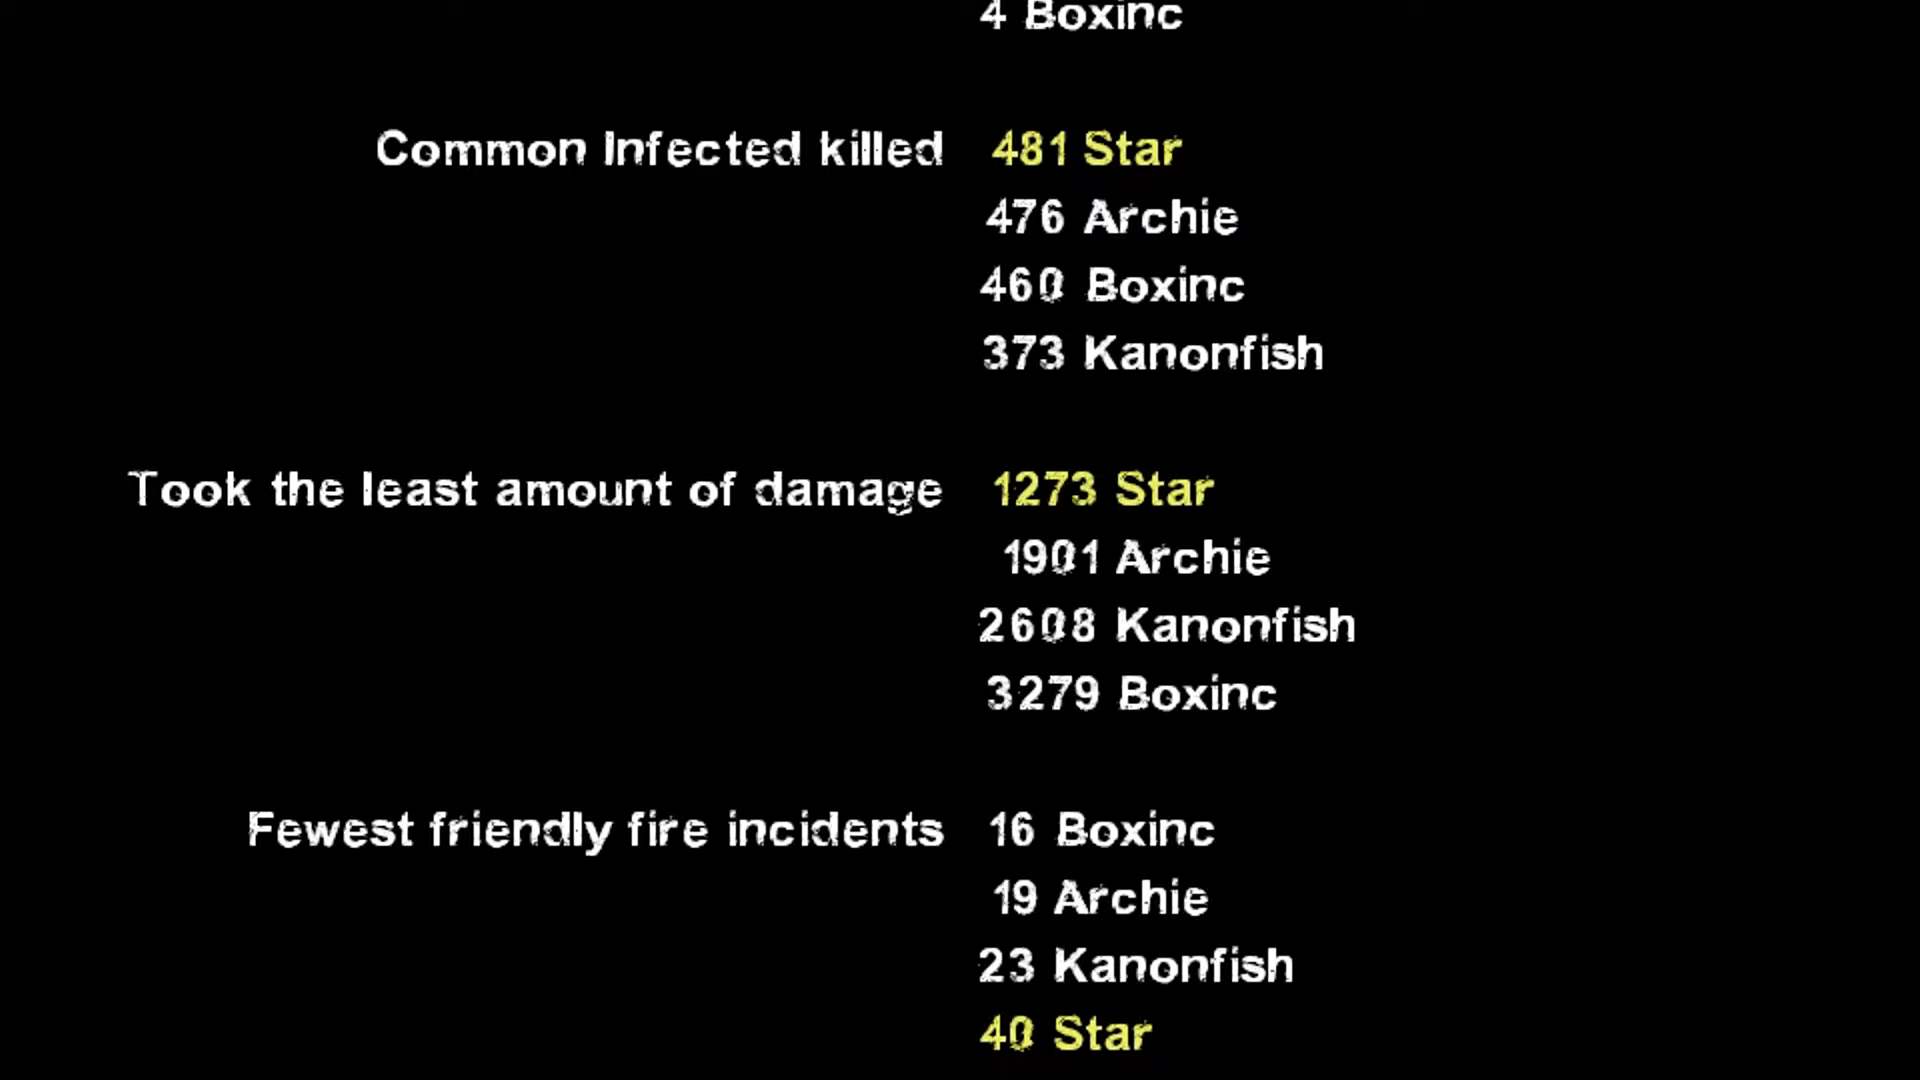 4 Boxinc
Common Infected killed 481 Star
476 Archie
460 Boxinc
373 Kanonfish
Took the least amount of damage 1273 Star
1901 Archie
2608 Kanonfish
3279 Boxinc
Fewest friendly fire incidents 16 Boxinc
19 Archie
23 Kanonfish
40 Star